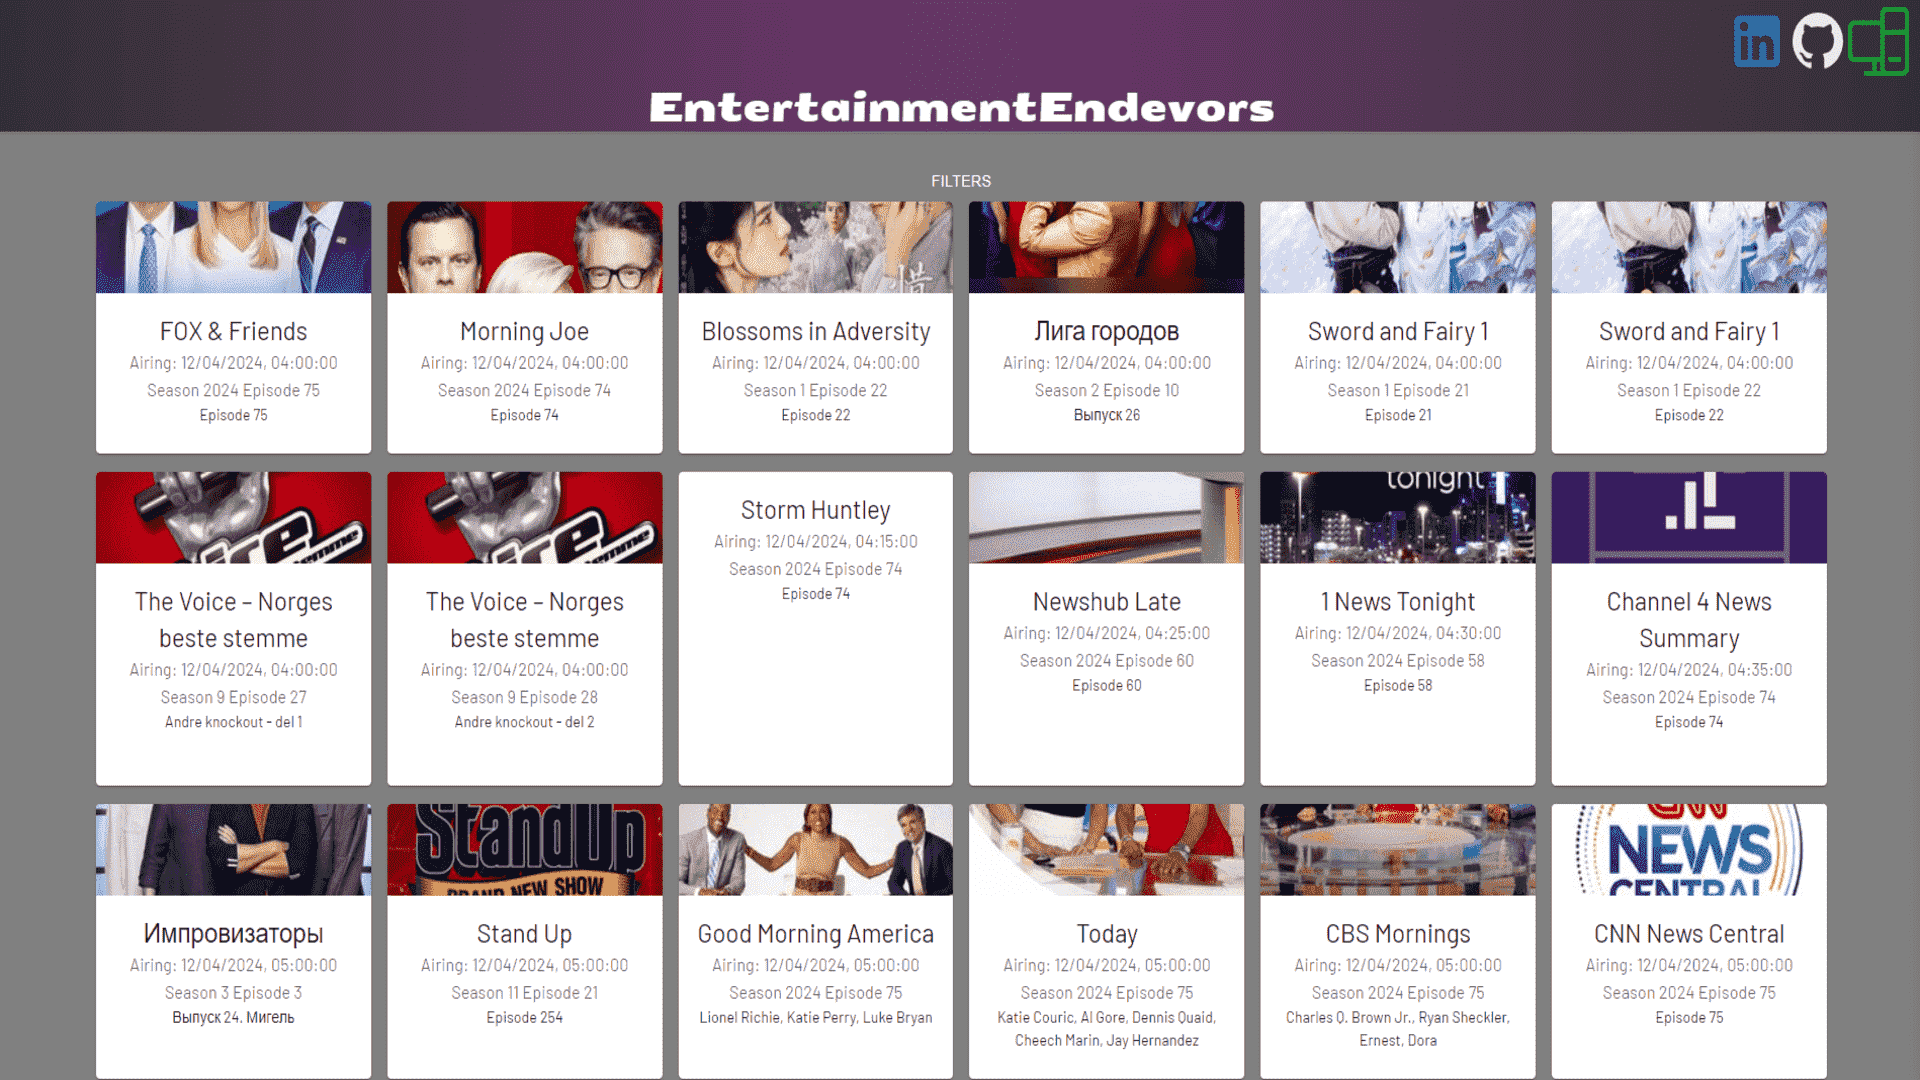 in
EntertainmentEndevors
FILTERS
惜
FOX & Friends
Airing: 12/04/2024, 04:00:00
Season 2024 Episode 75
Episode 75
Morning Joe
Airing: 12/04/2024, 04:00:00
Season 2024 Episode 74
Episode 74
Blossoms in Adversity
Airing: 12/04/2024, 04:00:00
Season 1 Episode 22
Episode 22
Лига городов
Airing: 12/04/2024, 04:00:00
Season 2 Episode 10
Выпуск 26
Sword and Fairy 1
Airing: 12/04/2024, 04:00:00
Season 1 Episode 21
Episode 21
Sword and Fairy 1
Airing: 12/04/2024, 04:00:00
Season 1 Episode 22
Episode 22
The Voice – Norges
beste stemme
Airing: 12/04/2024, 04:00:00
Season 9 Episode 27
Andre knockout - del 1
The Voice – Norges
beste stemme
Airing: 12/04/2024, 04:00:00
Season 9 Episode 28
Andre knockout - del 2
Storm Huntley
Airing: 12/04/2024, 04:15:00
Season 2024 Episode 74
Episode 74
Newshub Late
Airing: 12/04/2024, 04:25:00
Season 2024 Episode 60
Episode 60
tonight
1 News Tonight
Airing: 12/04/2024, 04:30:00
Season 2024 Episode 58
Episode 58
Channel 4 News
Summary
Airing: 12/04/2024, 04:35:00
Season 2024 Episode 74
Episode 74
Импровизаторы
Airing: 12/04/2024, 05:00:00
Season 3 Episode 3
Выпуск 24. Мигель
StandUp
BRAND NEW SHOW
Stand Up
Airing: 12/04/2024, 05:00:00
Season 11 Episode 21
Episode 254
Good Morning America
Airing: 12/04/2024, 05:00:00
Season 2024 Episode 75
Lionel Richie, Katie Perry, Luke Bryan
Today
Airing: 12/04/2024, 05:00:00
Season 2024 Episode 75
Katie Couric, Al Gore, Dennis Quaid,
Cheech Marin, Jay Hernandez
CBS Mornings
Airing: 12/04/2024, 05:00:00
Season 2024 Episode 75
Charles Q. Brown Jr., Ryan Sheckler,
Ernest, Dora
CNN
NEWS
CENTRAL
CNN News Central
Airing: 12/04/2024, 05:00:00
Season 2024 Episode 75
Episode 75